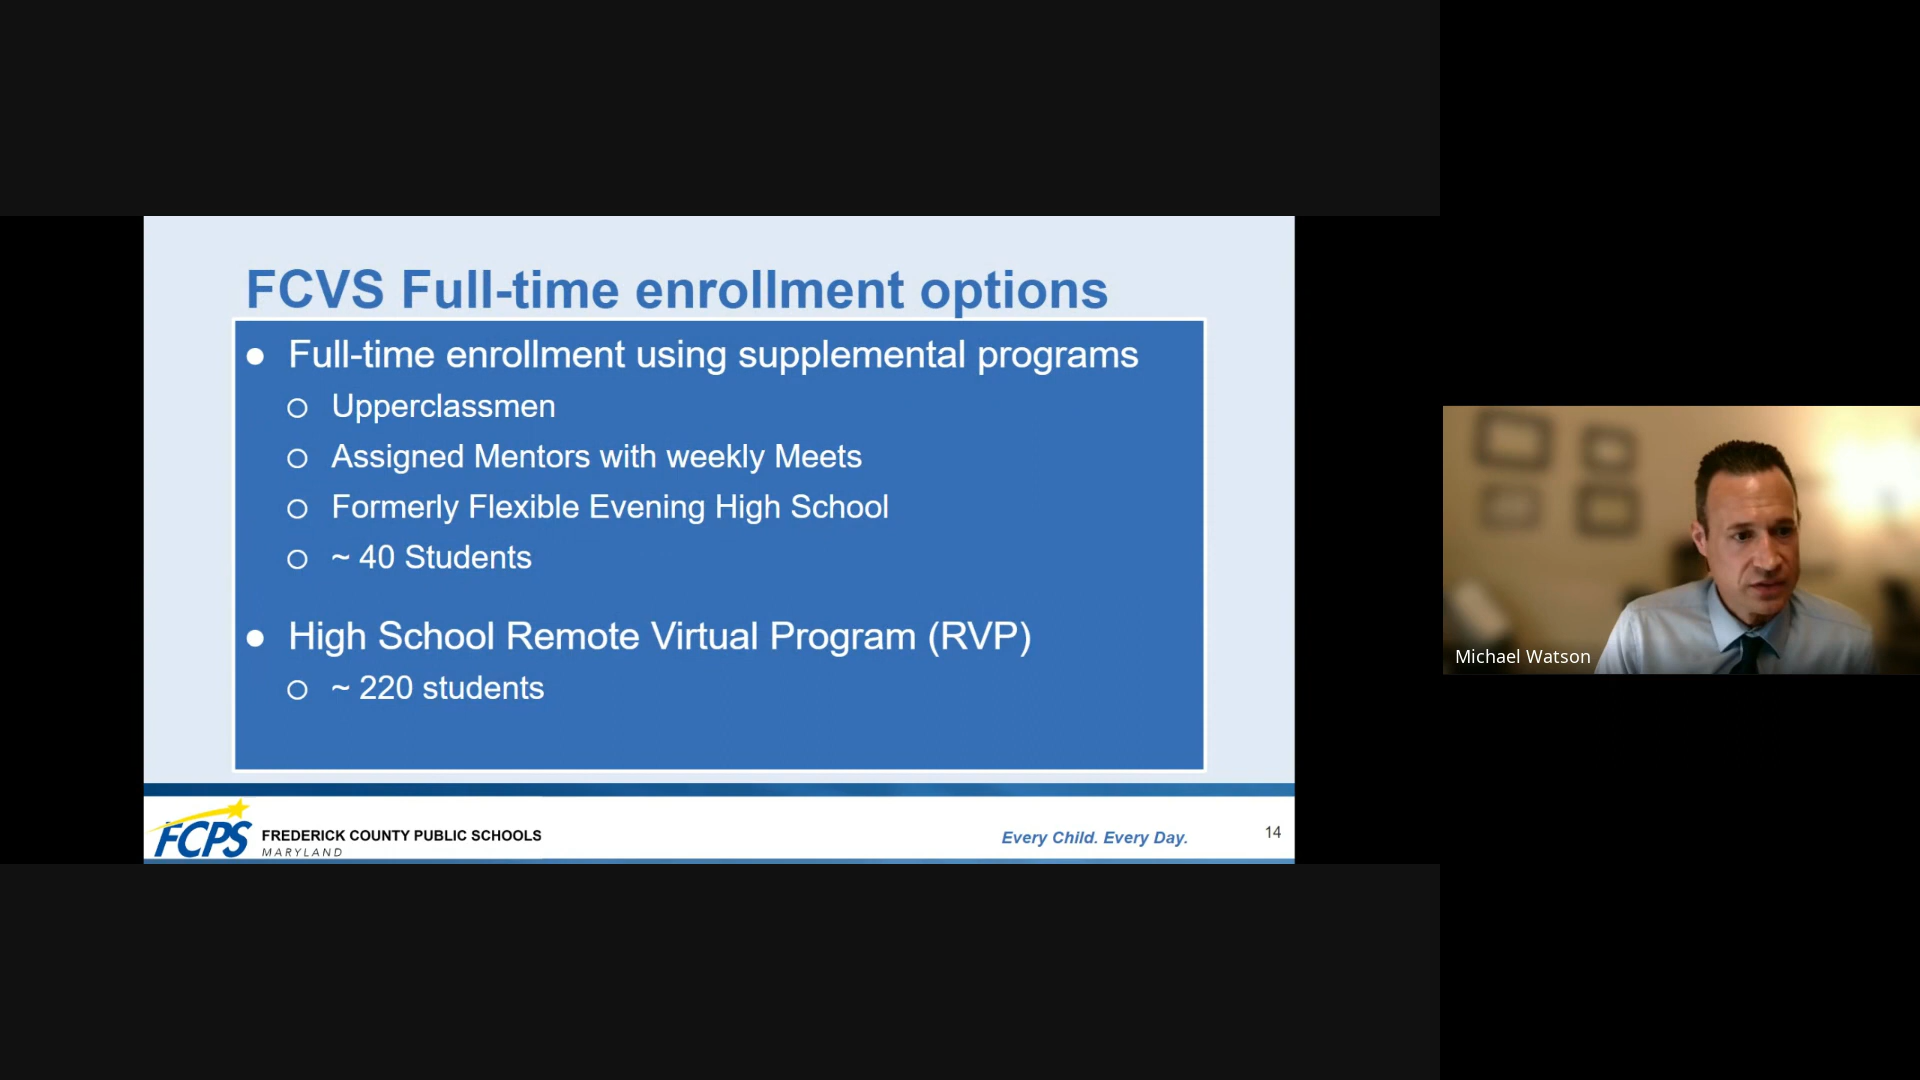 FCVS Full-time enrollment options
● Full-time enrollment using supplemental programs
○ Upperclassmen
○ Assigned Mentors with weekly Meets
○ Formerly Flexible Evening High School
○ ~ 40 Students
● High School Remote Virtual Program (RVP)
○ ~ 220 students
FCPS
FREDERICK COUNTY PUBLIC SCHOOLS
MARYLAND
Every Child. Every Day.
14
Michael Watson